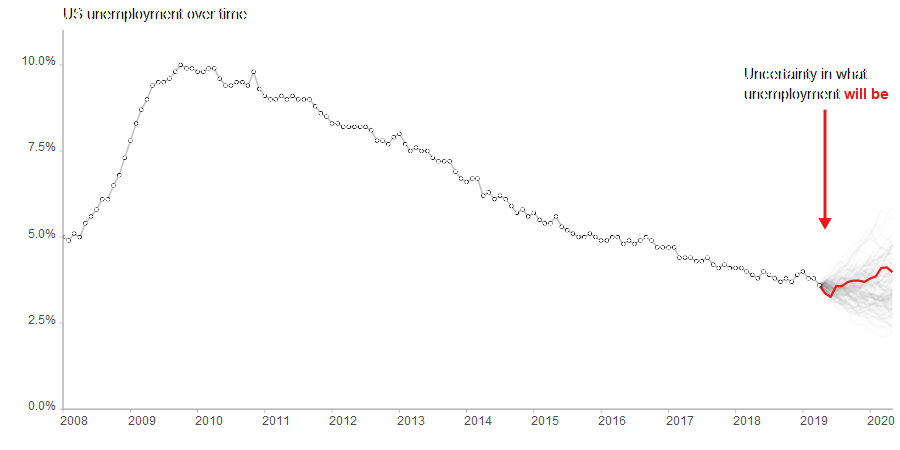 US unemployment over time
10.0%
Uncertainty in what
unemployment will be
7.5%
5.0%
2.5%
0.0%
2008 2009 2010 2011 2012 2013 2014 2015 2016 2017 2018 2019 2020